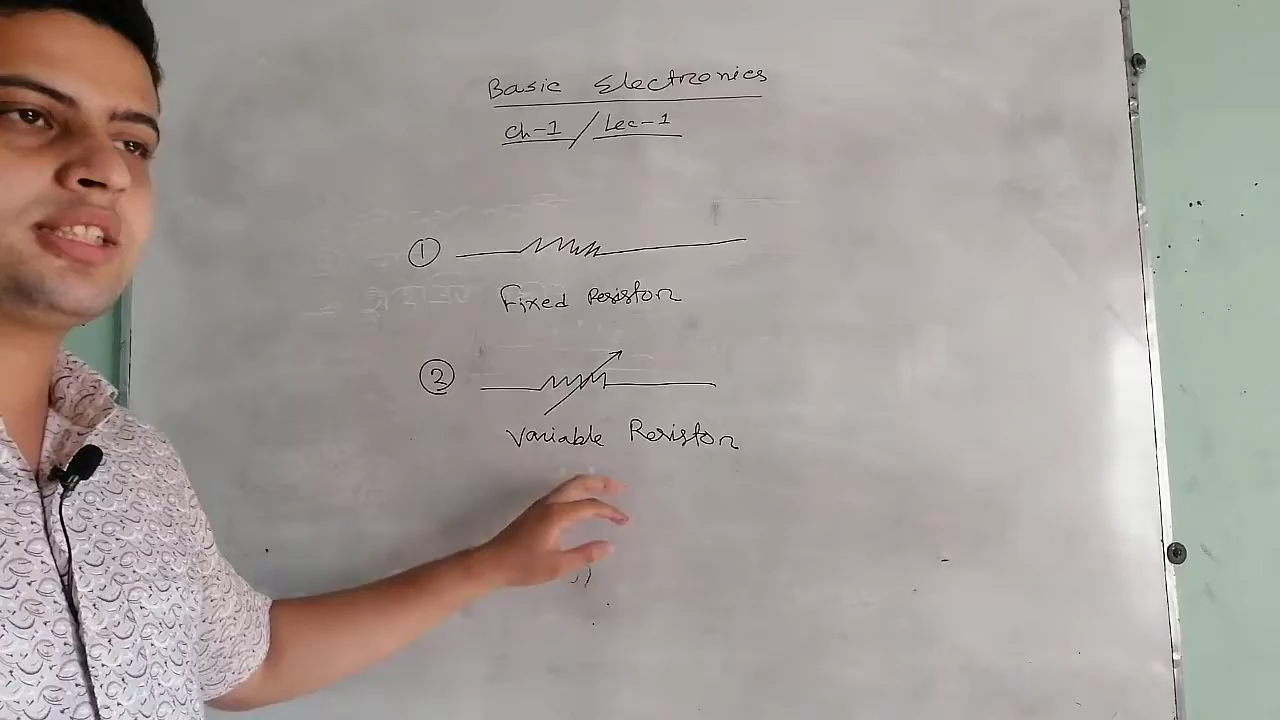 Basic Electronics
Ch-1 / Lec-1
①
Fixed Resistor
②
Variable Resistor